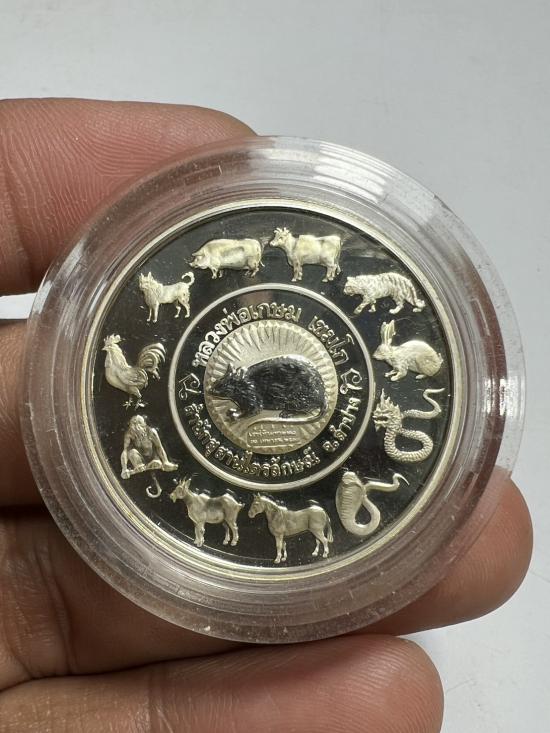 หลวงพ่อเกษม เขมโก
สำนักสุสานไตรลักษณ์ จ.ลำปาง